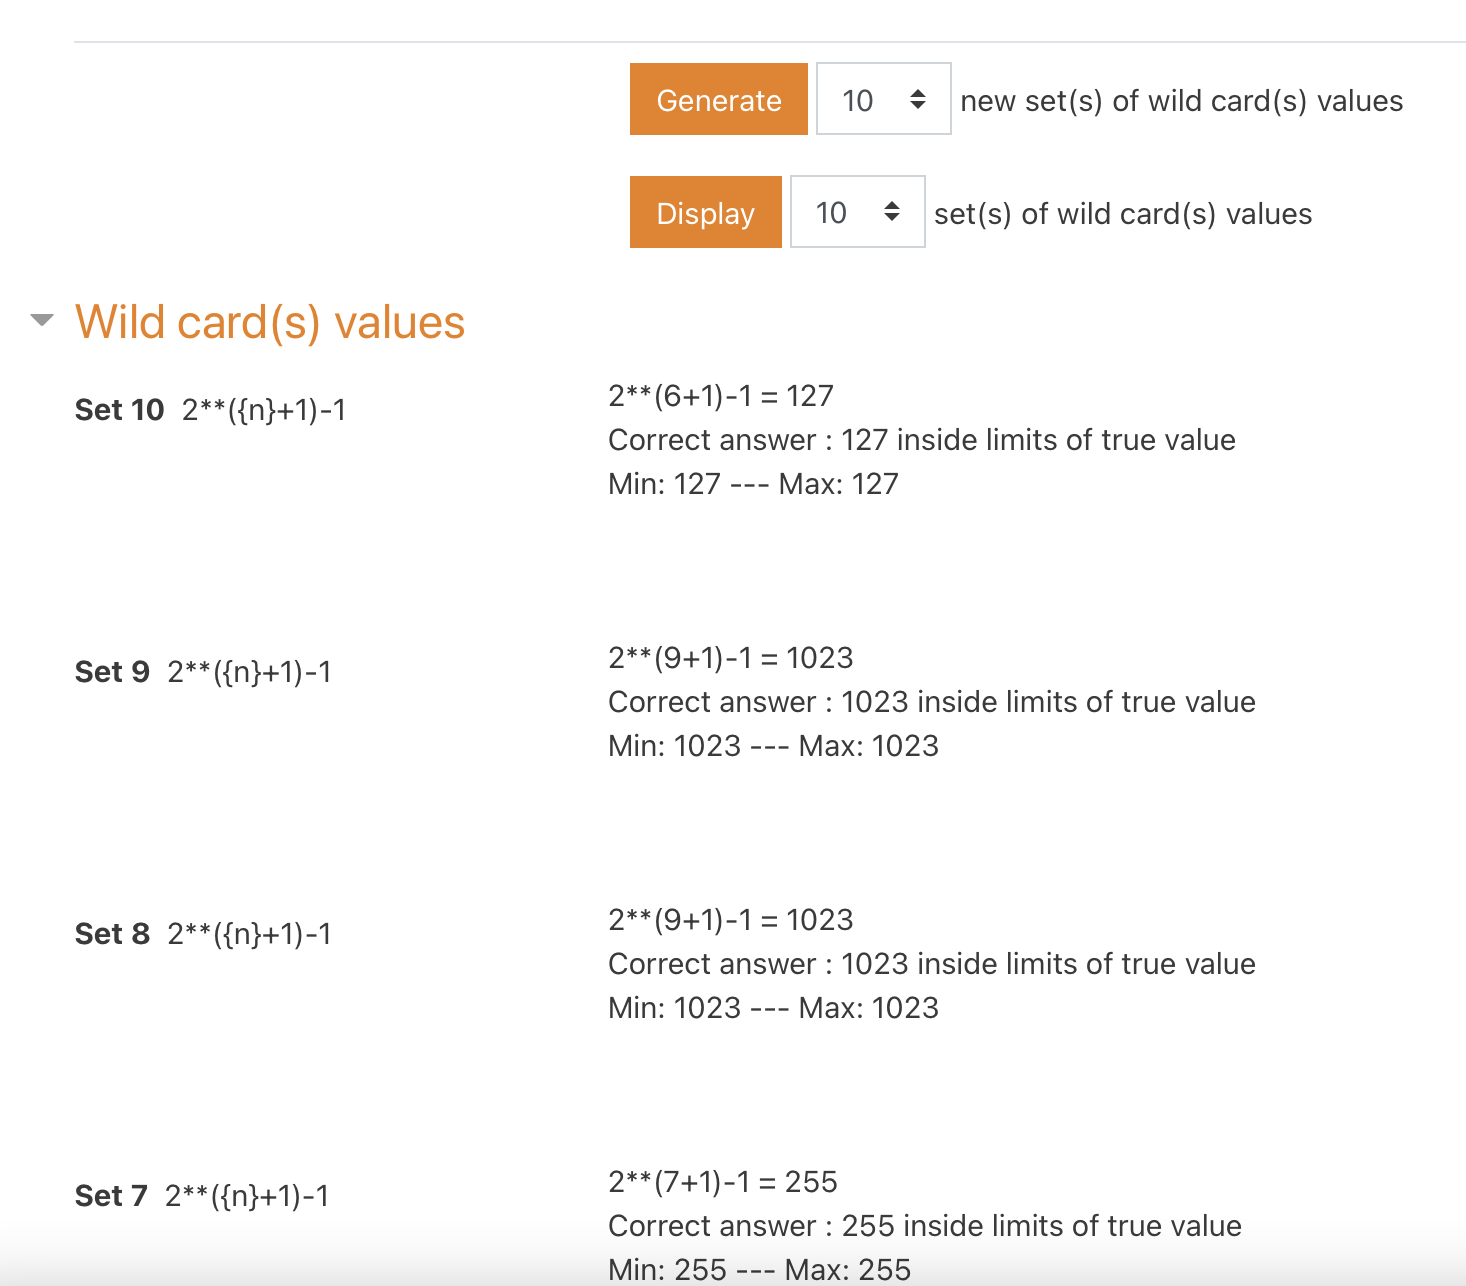 Generate 10 new set(s) of wild card(s) values
Display 10 set(s) of wild card(s) values
Wild card(s) values
Set 10 2**({n}+1)-1
2**(6+1)-1 = 127
Correct answer : 127 inside limits of true value
Min: 127 --- Max: 127
Set 9 2**({n}+1)-1
2**(9+1)-1 = 1023
Correct answer : 1023 inside limits of true value
Min: 1023 --- Max: 1023
Set 8 2**({n}+1)-1
2**(9+1)-1 = 1023
Correct answer : 1023 inside limits of true value
Min: 1023 --- Max: 1023
Set 7 2**({n}+1)-1
2**(7+1)-1 = 255
Correct answer : 255 inside limits of true value
Min: 255 --- Max: 255